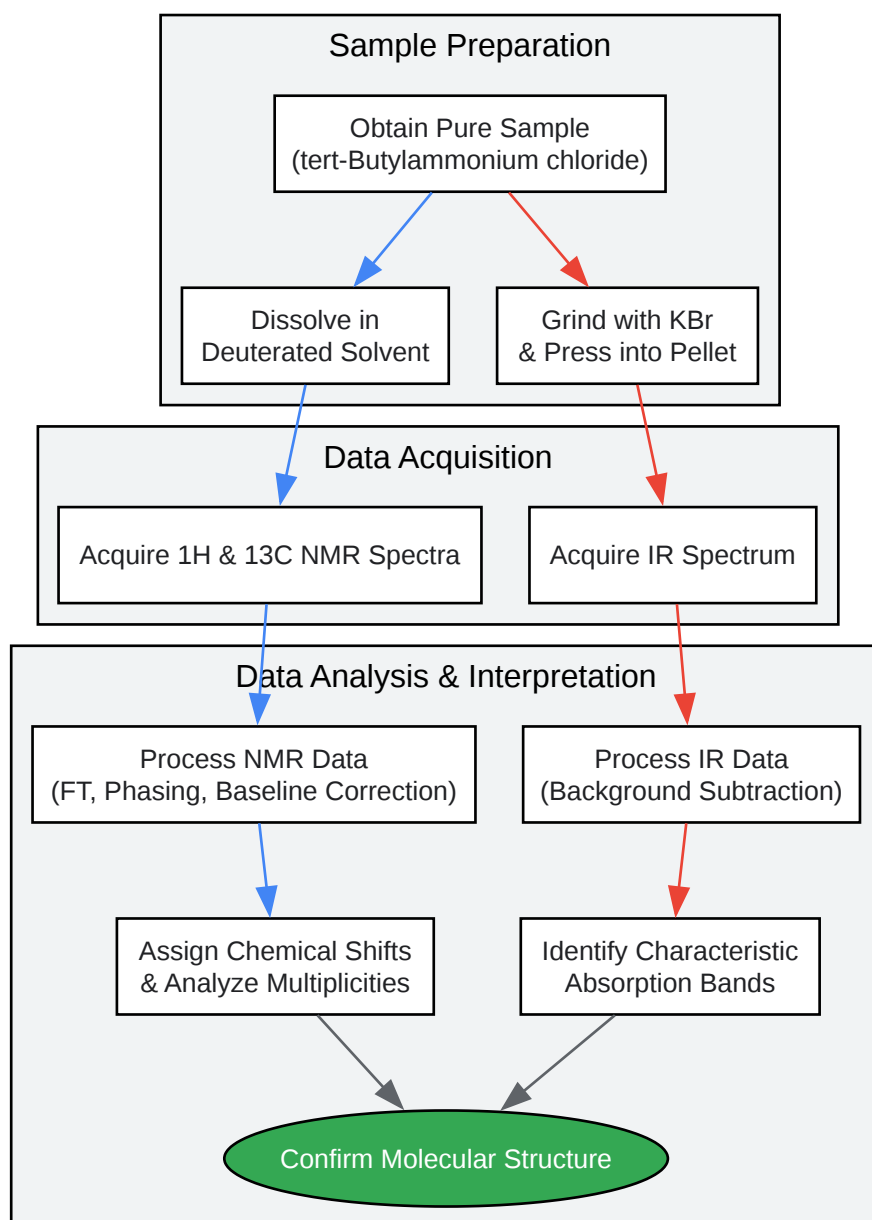 Sample Preparation
Obtain Pure Sample
(tert-Butylammonium chloride)
Dissolve in
Deuterated Solvent
Grind with KBr
& Press into Pellet
Data Acquisition
Acquire 1H & 13C NMR Spectra
Acquire IR Spectrum
Data Analysis & Interpretation
Process NMR Data
(FT, Phasing, Baseline Correction)
Process IR Data
(Background Subtraction)
Assign Chemical Shifts
& Analyze Multiplicities
Identify Characteristic
Absorption Bands
Confirm Molecular Structure